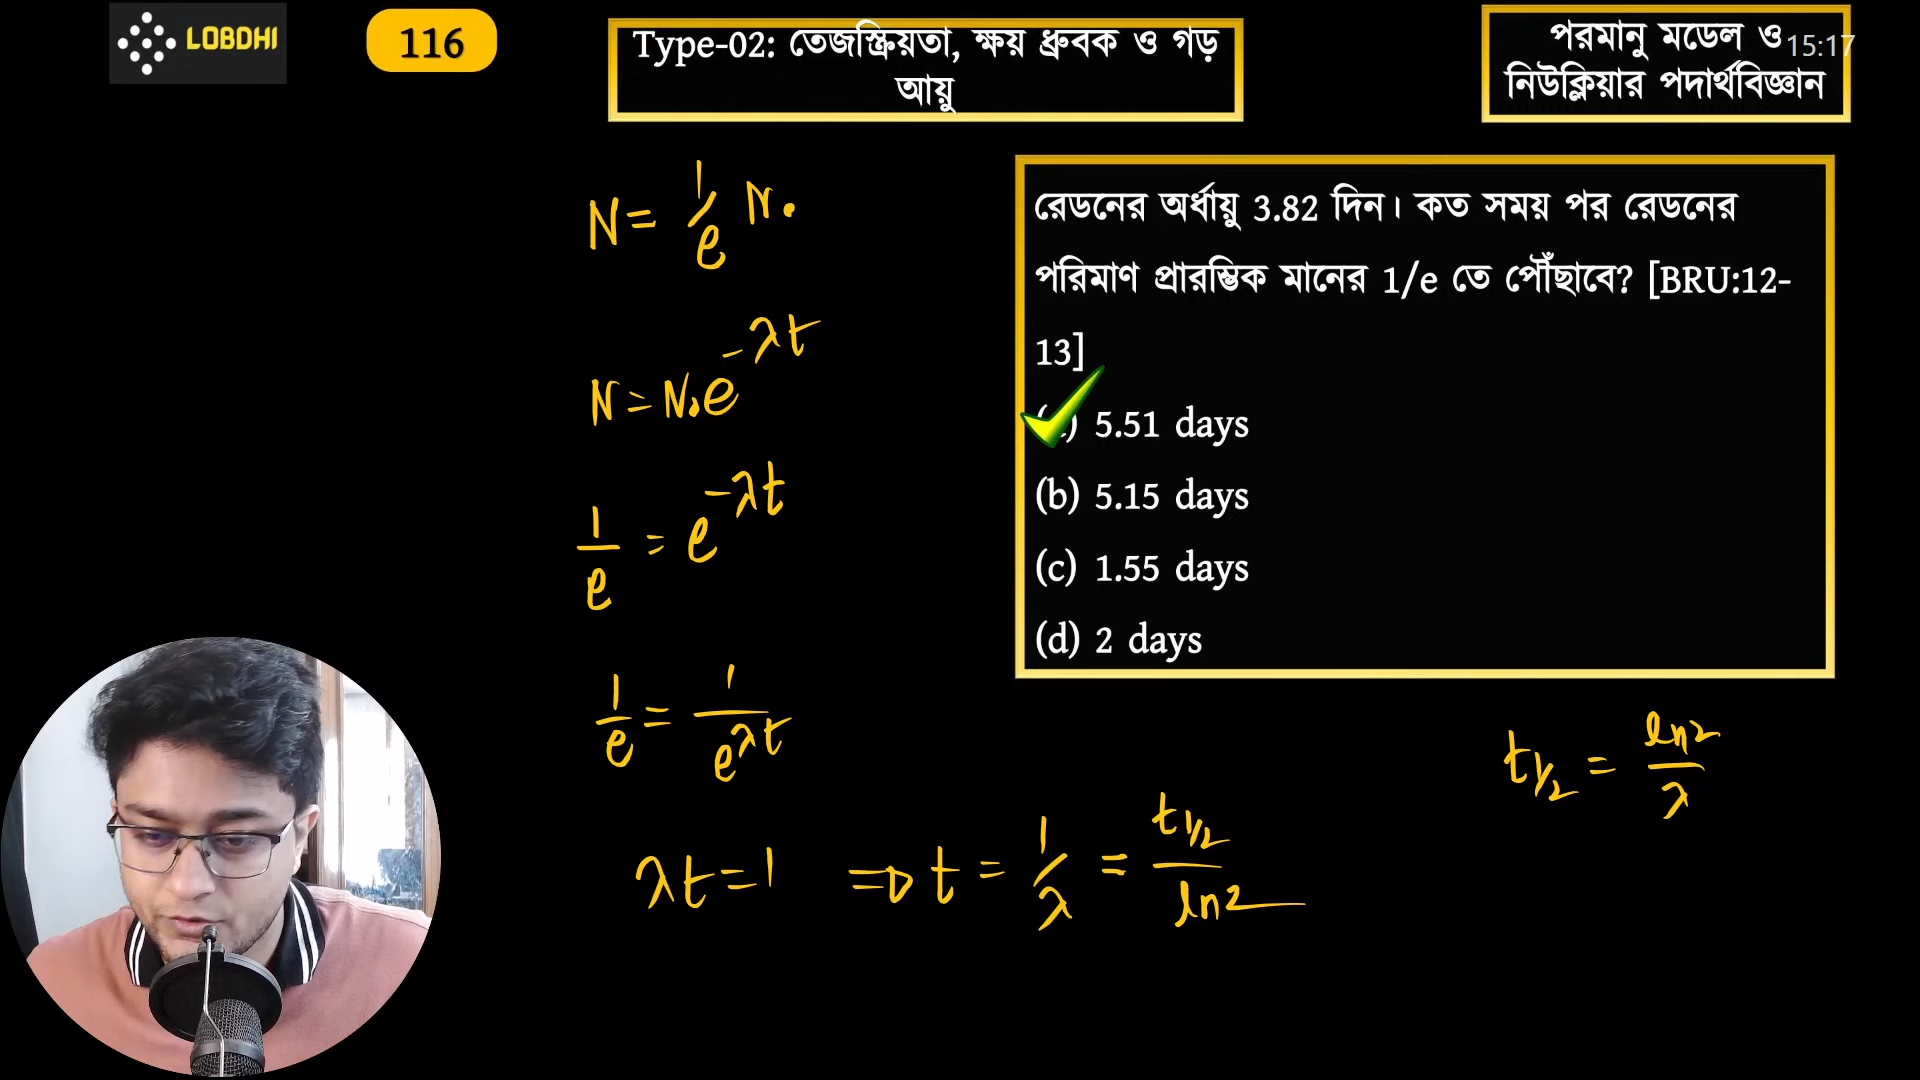 LOBDHI
116
Type-02: তেজস্ক্রিয়তা, ক্ষয় ধ্রুবক ও গড়
আয়ু
পরমানু মডেল ও
নিউক্লিয়ার পদার্থবিজ্ঞান
15:17
রেডনের অর্ধায়ু 3.82 দিন। কত সময় পর রেডনের
পরিমাণ প্রারম্ভিক মানের 1/e তে পৌঁছাবে? [BRU:12-
13]
5.51 days
(b) 5.15 days
(c) 1.55 days
(d) 2 days
N = 1/e N₀
N = N₀e^-λt
1/e = e^-λt
1/e = 1/e^λt
λt = 1 ⇒ t = 1/λ = t½/ln2
t½ = ln2/λ